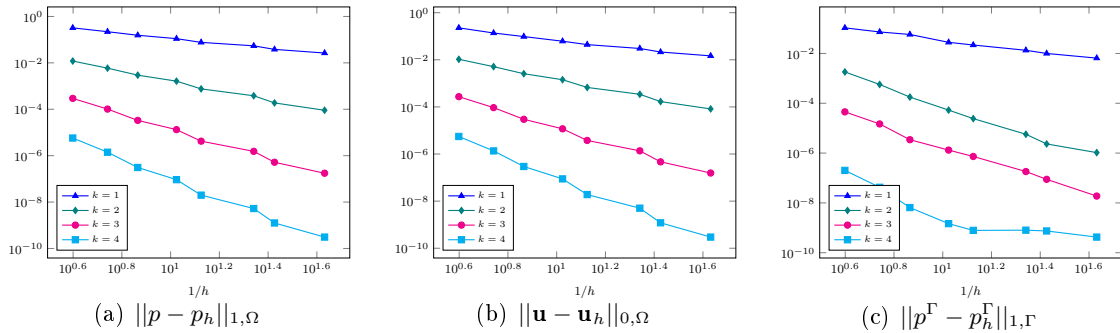 10^0
10^−2
10^−4
10^−6
10^−8
10^−10
k = 1
k = 2
k = 3
k = 4
10^0.6 10^0.8 10^1 10^1.2 10^1.4 10^1.6
1/h
(a) ||p − p_h||_{1,Ω}
10^0
10^−2
10^−4
10^−6
10^−8
10^−10
k = 1
k = 2
k = 3
k = 4
10^0.6 10^0.8 10^1 10^1.2 10^1.4 10^1.6
1/h
(b) ||u − u_h||_{0,Ω}
10^−2
10^−4
10^−6
10^−8
10^−10
k = 1
k = 2
k = 3
k = 4
10^0.6 10^0.8 10^1 10^1.2 10^1.4 10^1.6
1/h
(c) ||p^Γ − p_h^Γ||_{1,Γ}